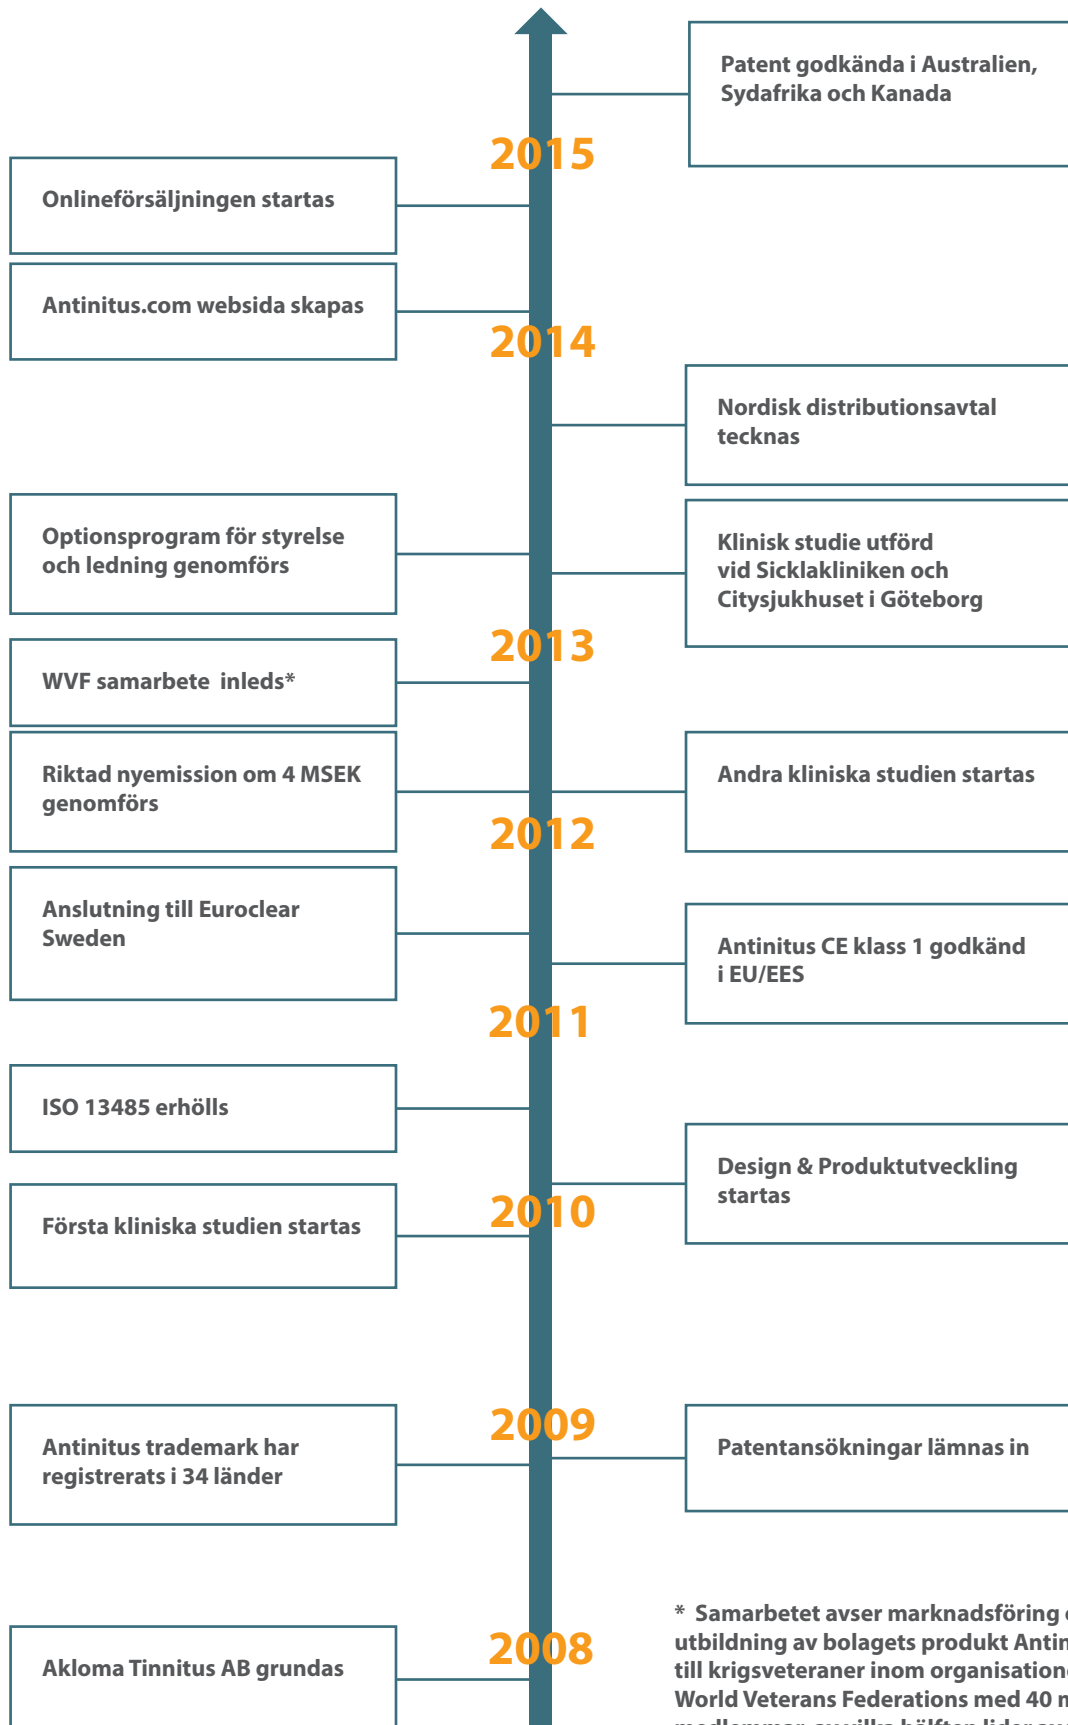 Patent godkända i Australien,
Sydafrika och Kanada
2015
Onlineförsäljningen startas
Antinitus.com websida skapas
2014
Nordisk distributionsavtal
tecknas
Optionsprogram för styrelse
och ledning genomförs
Klinisk studie utförd
vid Sicklakliniken och
Citysjukhuset i Göteborg
2013
WVF samarbete inleds*
Riktad nyemission om 4 MSEK
genomförs
Andra kliniska studien startas
2012
Anslutning till Euroclear
Sweden
Antinitus CE klass 1 godkänd
i EU/EES
2011
ISO 13485 erhölls
Design & Produktutveckling
startas
2010
Första kliniska studien startas
2009
Antinitus trademark har
registrerats i 34 länder
Patentansökningar lämnas in
2008
Akloma Tinnitus AB grundas
* Samarbetet avser marknadsföring
utbildning av bolagets produkt
till krigsveteraner inom
World Veterans Federations med 40